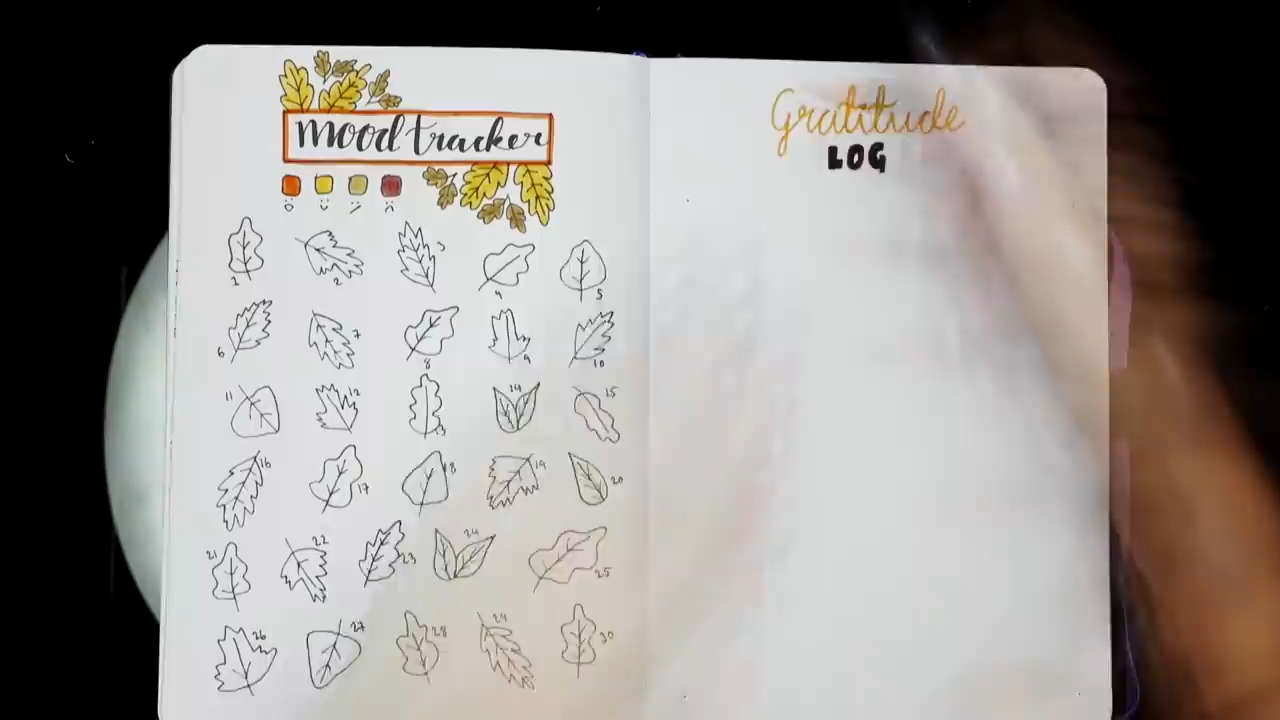 mood tracker
1 2 3 4 5
6 7 8 9 10
11 12 13 14 15
16 17 18 19 20
21 22 23 24 25
26 27 28 29 30
Gratitude
LOG